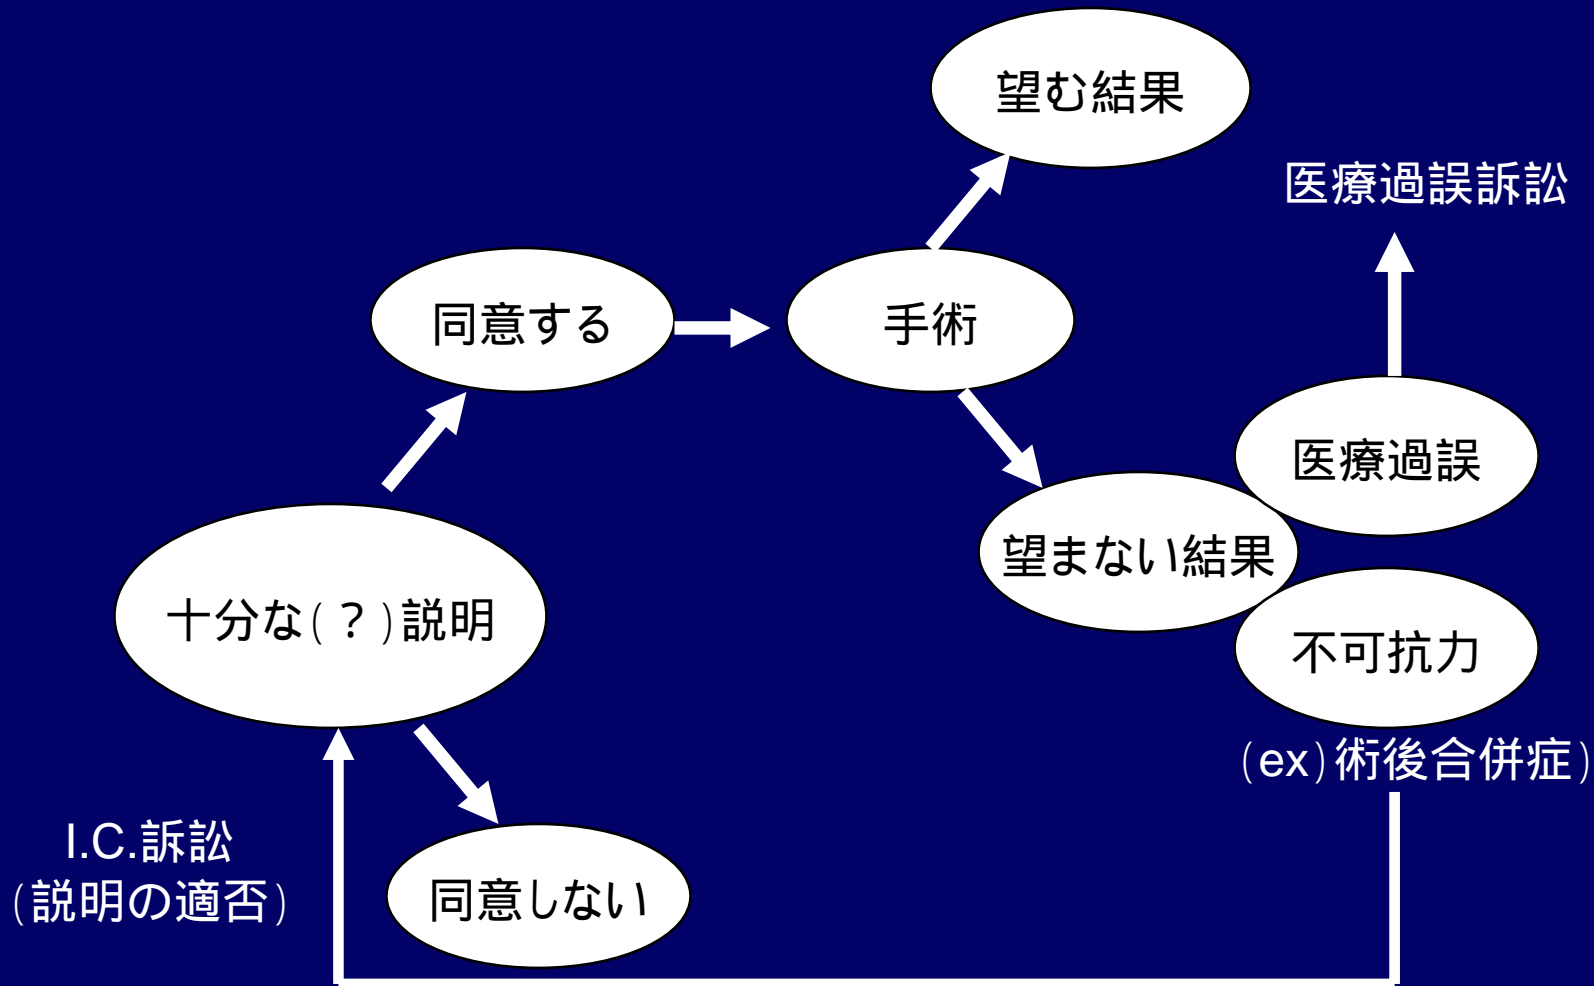 望む結果
医療過誤訴訟
同意する
手術
医療過誤
望まない結果
十分な(？)説明
不可抗力
(ex)術後合併症)
I.C.訴訟
(説明の適否)
同意しない